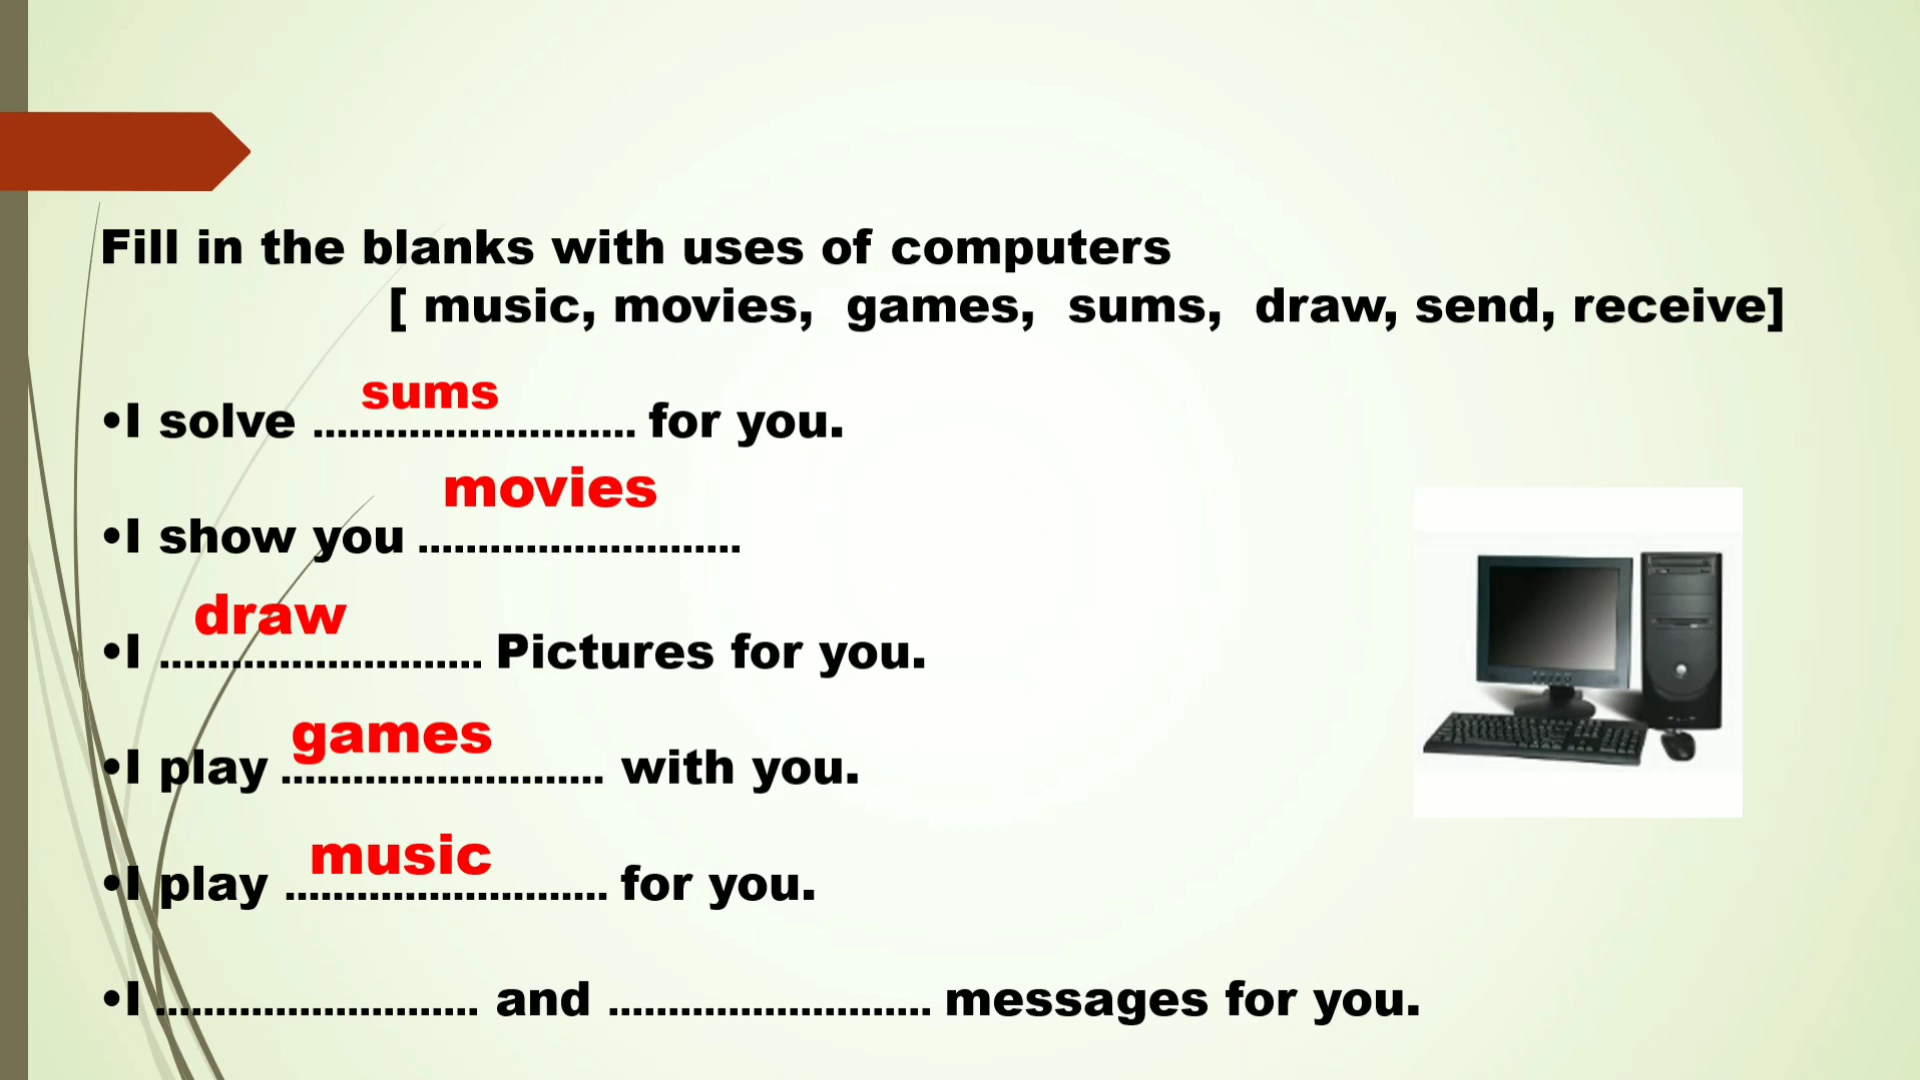 Fill in the blanks with uses of computers
[ music, movies, games, sums, draw, send, receive]
sums
•I solve ........................... for you.
movies
•I show you ...........................
draw
•I ........................... Pictures for you.
games
•I play ........................... with you.
music
•I play ........................... for you.
•I ........................... and ........................... messages for you.